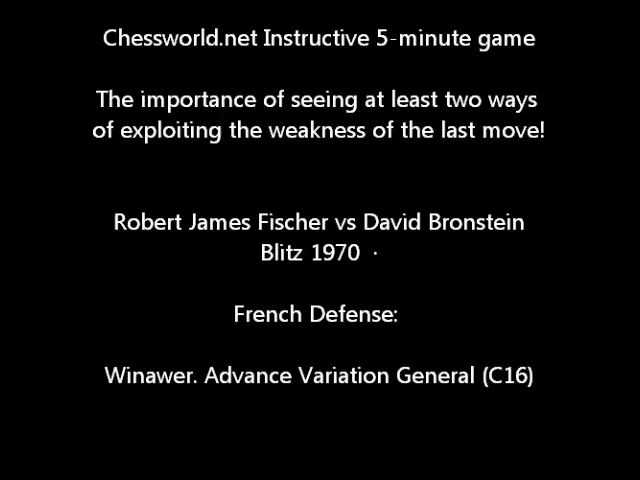 Chessworld.net Instructive 5-minute game
The importance of seeing at least two ways
of exploiting the weakness of the last move!
Robert James Fischer vs David Bronstein
Blitz 1970 ·
French Defense:
Winawer. Advance Variation General (C16)